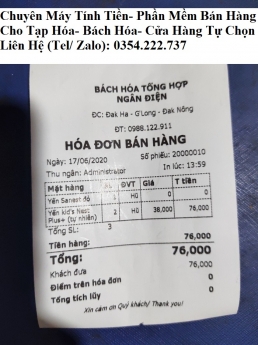 Chuyên Máy Tính Tiền- Phần Mềm Bán Hàng
Cho Tạp Hóa- Bách Hóa- Cửa Hàng Tự Chọn
Liên Hệ (Tel/ Zalo): 0354.222.737
BÁCH HÓA TỔNG HỢP
NGÂN ĐIỆN
ĐC: Đak Ha - G'Long - Đak Nông
ĐT: 0988.122.911
HÓA ĐƠN BÁN HÀNG
Ngày: 17/06/2020 Số phiếu: 20000010
Thu ngân: Administrator In lúc: 13:59
Mặt hàng SL ĐVT Giá T tiền
Yến Sanest đỏ 1 Hũ 0 0
Yến kid's Nest
Plus+ (tự nhiên) 2 Hũ 38,000 76,000
Tổng SL: 3
Tiền hàng: 76,000
Tổng: 76,000
Khách đưa 76,000
Điểm trên hóa đơn 0
Tổng tích lũy 0
Xin cảm ơn Quý khách/ Thank you!